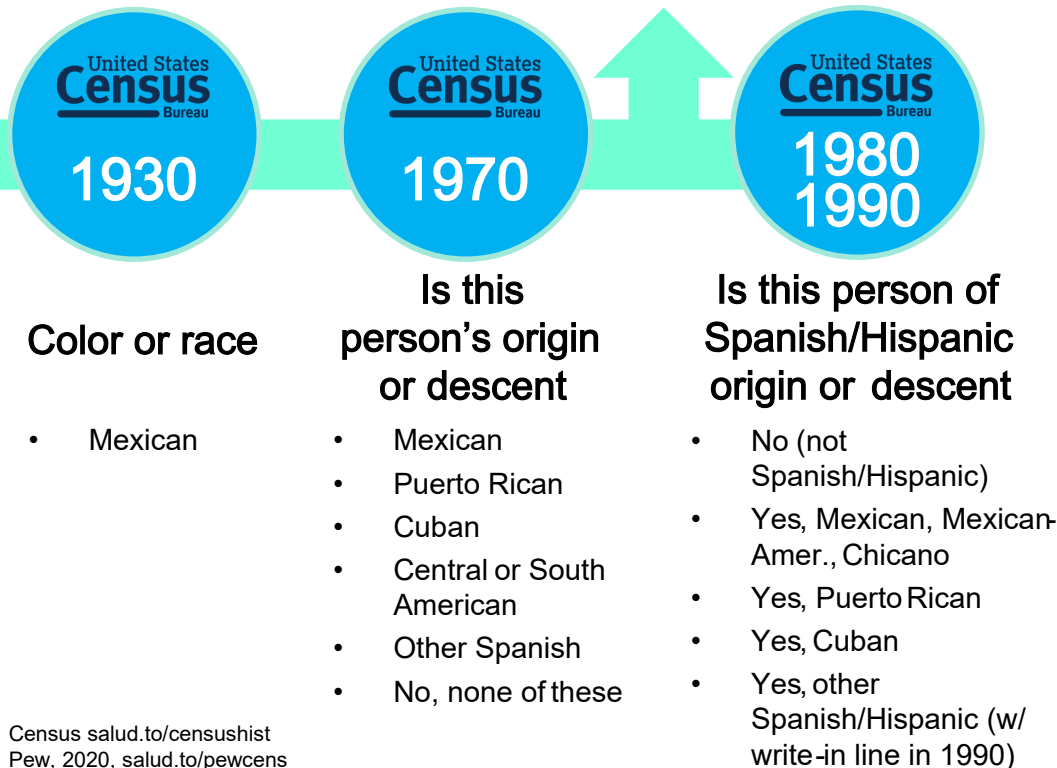 United States
Census
Bureau
1930
Color or race
• Mexican
United States
Census
Bureau
1970
Is this
person’s origin
or descent
• Mexican
• Puerto Rican
• Cuban
• Central or South
American
• Other Spanish
• No, none of these
United States
Census
Bureau
1980
1990
Is this person of
Spanish/Hispanic
origin or descent
• No (not
Spanish/Hispanic)
• Yes, Mexican, Mexican-
Amer., Chicano
• Yes, Puerto Rican
• Yes, Cuban
• Yes, other
Spanish/Hispanic (w/
write-in line in 1990)
Census salud.to/censushist
Pew, 2020, salud.to/pewcens